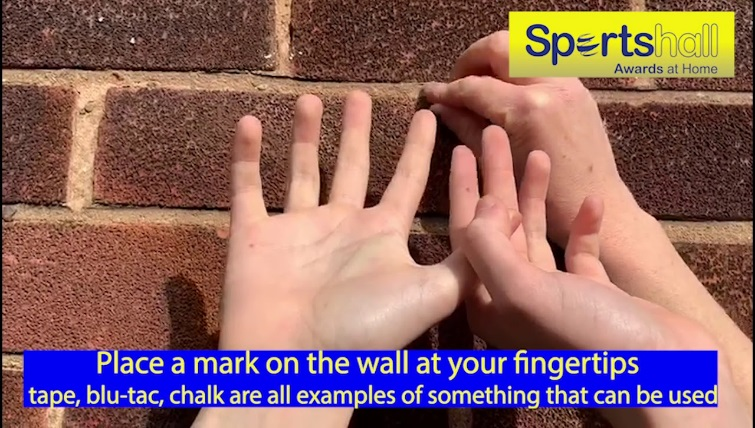 Sportshall
Awards at Home
Place a mark on the wall at your fingertips
tape, blu-tac, chalk are all examples of something that can be used